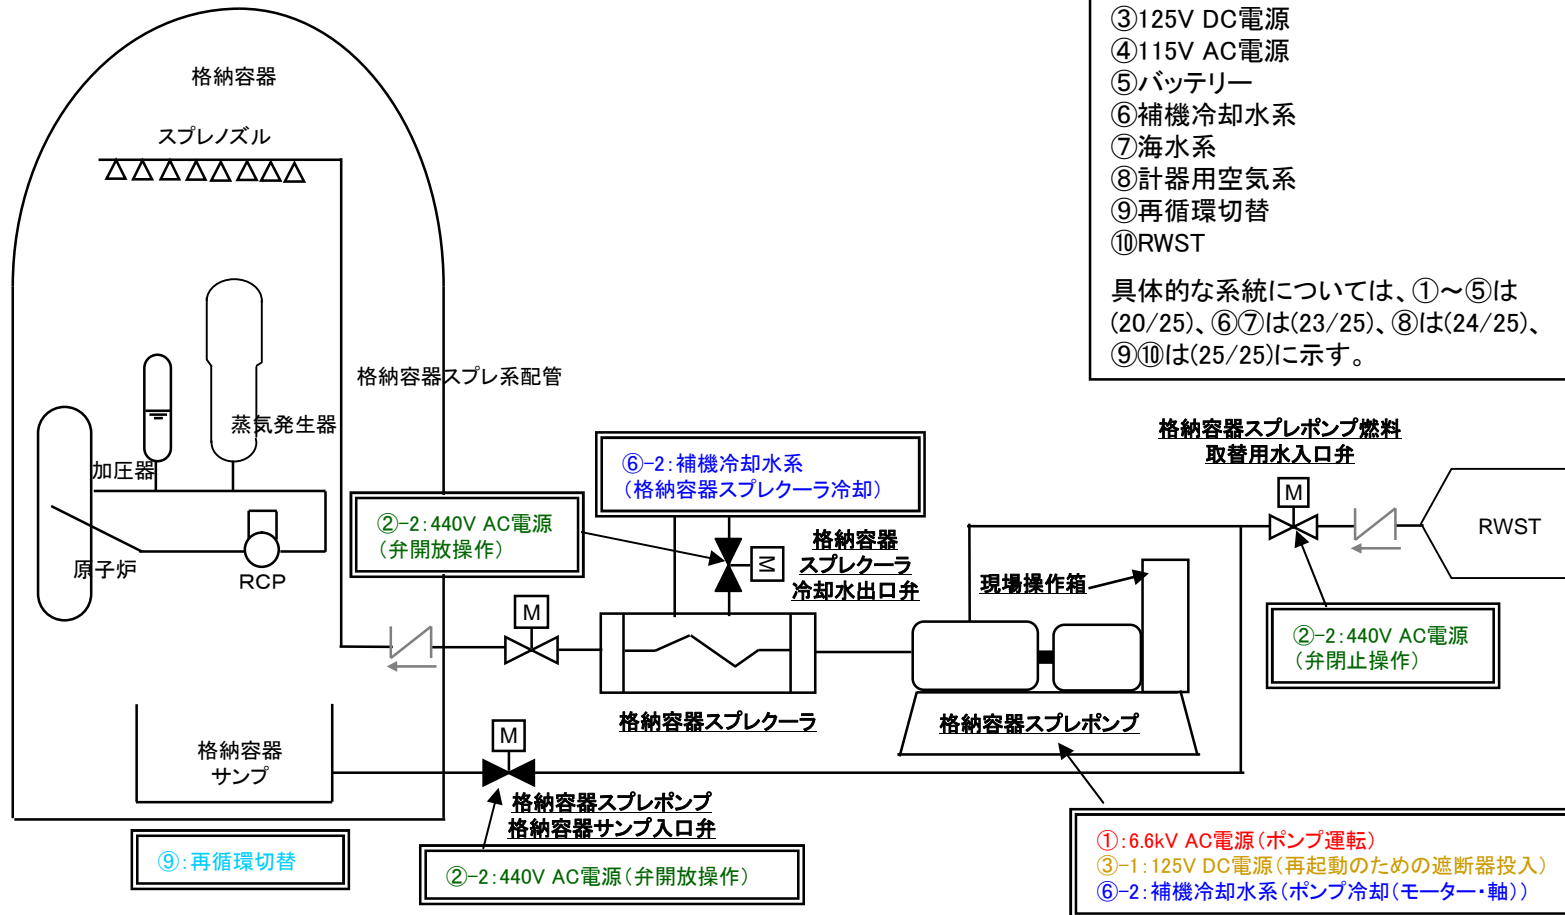 ③125V DC電源
④115V AC電源
⑤バッテリー
⑥補機冷却水系
⑦海水系
⑧計器用空気系
⑨再循環切替
⑩RWST
具体的な系統については、①～⑤は
(20/25)、⑥⑦は(23/25)、⑧は(24/25)、
⑨⑩は(25/25)に示す。
格納容器
スプレノズル
格納容器スプレ系配管
蒸気発生器
加圧器
原子炉
RCP
⑥-2:補機冷却水系
(格納容器スプレクーラ冷却)
②-2:440V AC電源
(弁開放操作)
格納容器
スプレクーラ
冷却水出口弁
M
M
格納容器スプレポンプ燃料
取替用水入口弁
M
RWST
②-2:440V AC電源
(弁閉止操作)
現場操作箱
格納容器スプレクーラ
格納容器スプレポンプ
格納容器
サンプ
M
格納容器スプレポンプ
格納容器サンプ入口弁
⑨:再循環切替
②-2:440V AC電源(弁開放操作)
①:6.6kV AC電源(ポンプ運転)
③-1:125V DC電源(再起動のための遮断器投入)
⑥-2:補機冷却水系(ポンプ冷却(モーター・軸))